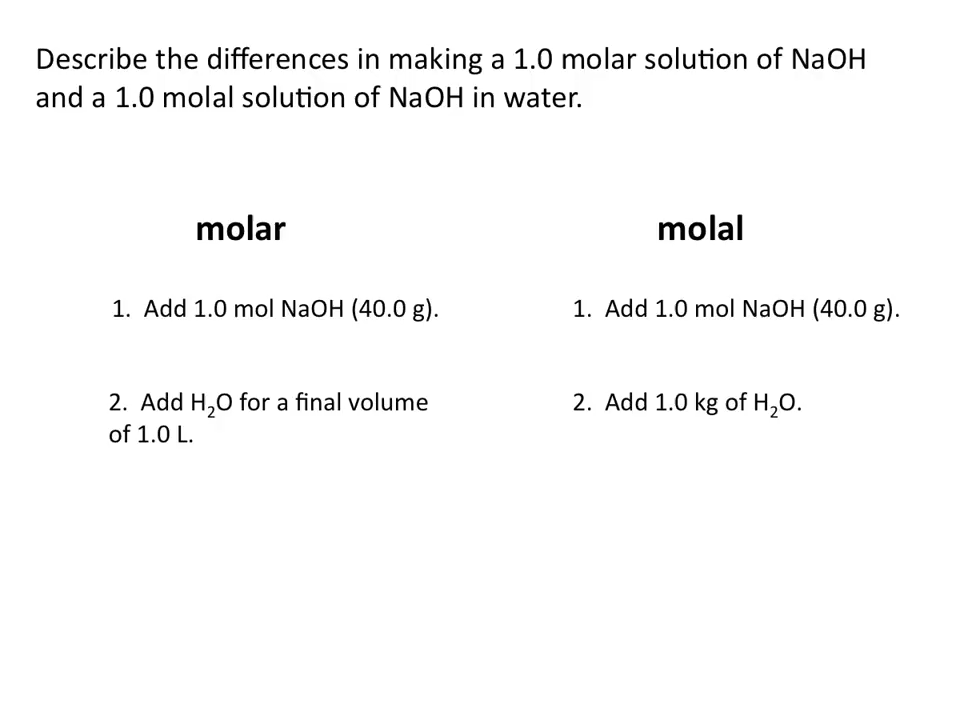 Describe the differences in making a 1.0 molar solution of NaOH
and a 1.0 molal solution of NaOH in water.
molar
molal
1. Add 1.0 mol NaOH (40.0 g).
1. Add 1.0 mol NaOH (40.0 g).
2. Add H₂O for a final volume
of 1.0 L.
2. Add 1.0 kg of H₂O.